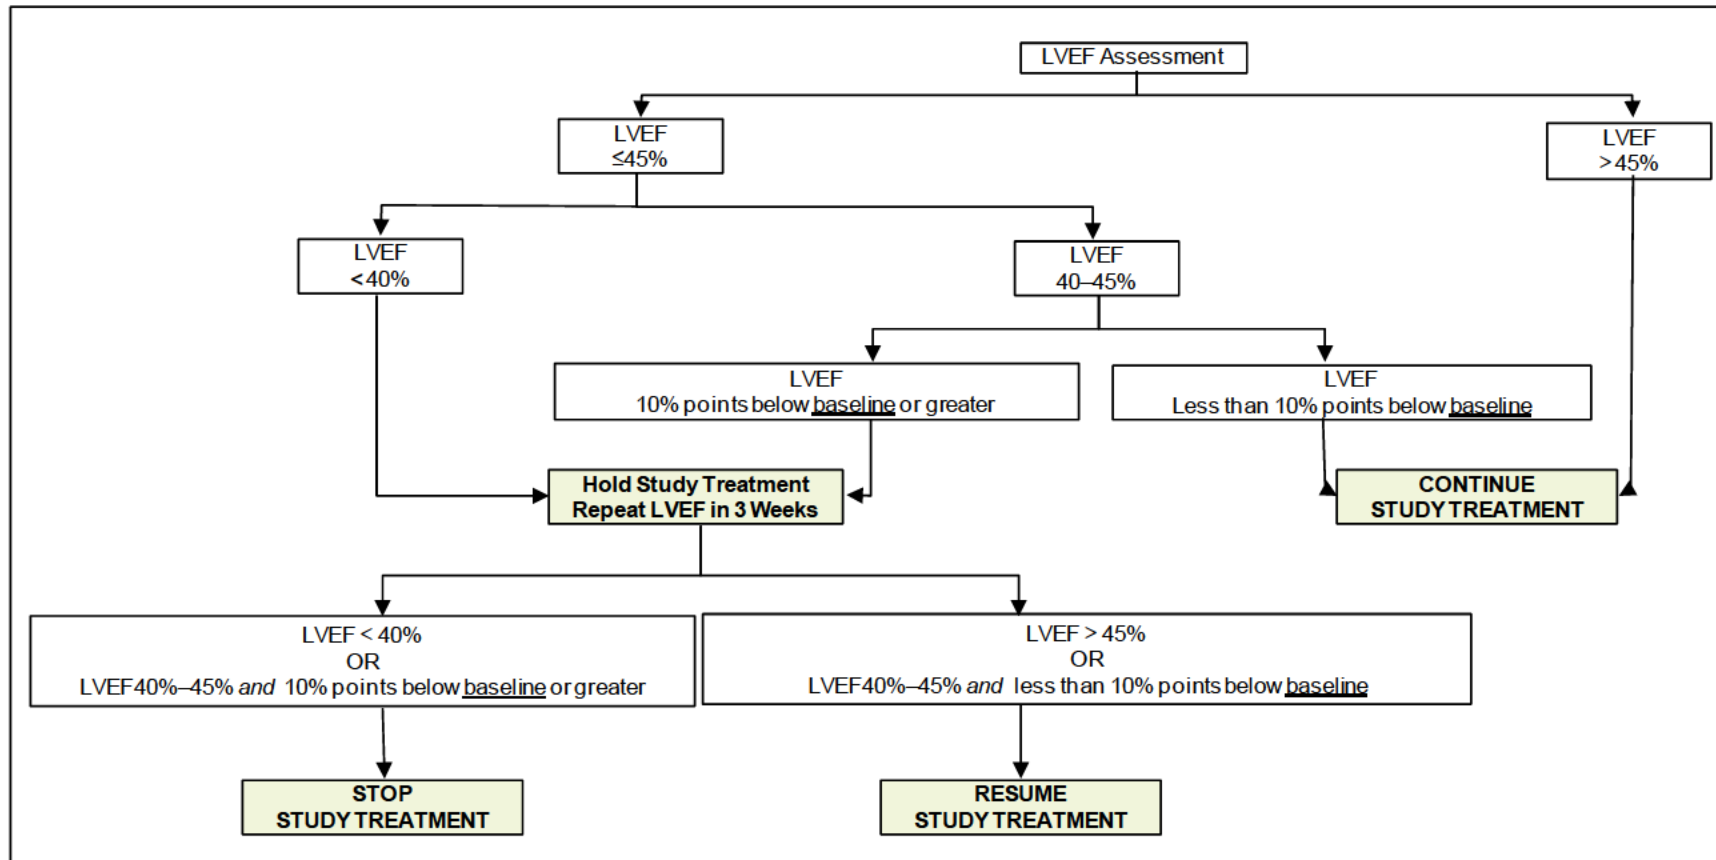 LVEF Assessment
LVEF
≤45%
LVEF
> 45%
LVEF
< 40%
LVEF
40–45%
LVEF
10% points below baseline or greater
LVEF
Less than 10% points below baseline
Hold Study Treatment
Repeat LVEF in 3 Weeks
CONTINUE
STUDY TREATMENT
LVEF < 40%
OR
LVEF40%–45% and 10% points below baseline or greater
LVEF > 45%
OR
LVEF40%–45% and less than 10% points below baseline
STOP
STUDY TREATMENT
RESUME
STUDY TREATMENT